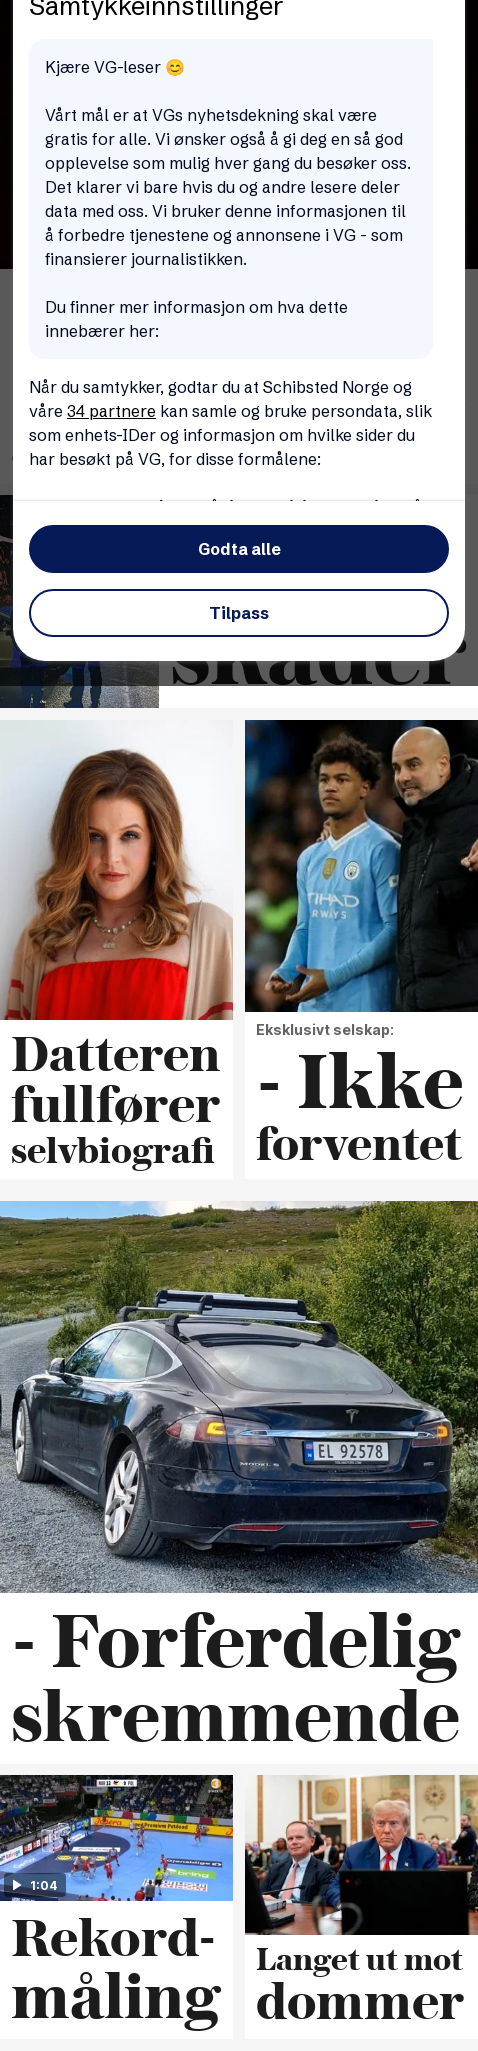 Samtykkeinnstillinger
Kjære VG-leser 😊
Vårt mål er at VGs nyhetsdekning skal være
gratis for alle. Vi ønsker også å gi deg en så god
opplevelse som mulig hver gang du besøker oss.
Det klarer vi bare hvis du og andre lesere deler
data med oss. Vi bruker denne informasjonen til
å forbedre tjenestene og annonsene i VG - som
finansierer journalistikken.
Du finner mer informasjon om hva dette
innebærer her:
Når du samtykker, godtar du at Schibsted Norge og
våre 34 partnere kan samle og bruke persondata, slik
som enhets-IDer og informasjon om hvilke sider du
har besøkt på VG, for disse formålene:
Godta alle
Tilpass
skader
ETIHAD
AIRWAYS
Datteren
fullfører
selvbiografi
Eksklusivt selskap:
- Ikke
forventet
EL 92578
MODEL S
- Forferdelig
skremmende
1:04
Rekord-
måling
Langet ut mot
dommer